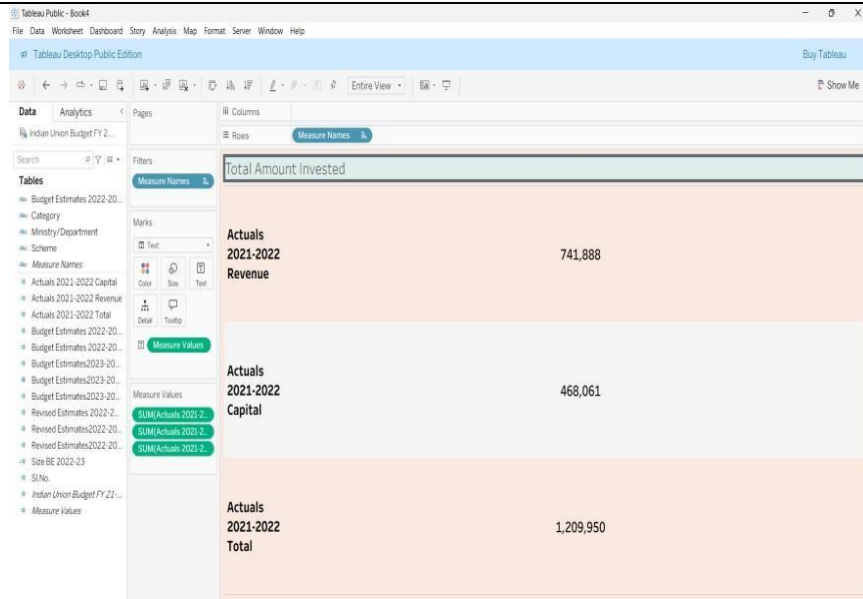 Tableau Public - Book4
File Data Worksheet Dashboard Story Analysis Map Format Server Window Help
Tableau Desktop Public Edition
Buy Tableau
Entire View
Show Me
Data Analytics
Indian Union Budget FY 2...
Search
Tables
Abc Budget Estimates 2022-20...
Abc Category
Abc Ministry/Department
Abc Scheme
Abc Measure Names
Actuals 2021-2022 Capital
Actuals 2021-2022 Revenue
Actuals 2021-2022 Total
Budget Estimates 2022-20...
Budget Estimates 2022-20...
Budget Estimates2023-20...
Budget Estimates2023-20...
Budget Estimates2023-20...
Revised Estimates 2022-2...
Revised Estimates2022-20...
Revised Estimates2022-20...
Size BE 2022-23
Sl.No.
Indian Union Budget FY 21-...
Measure Values
Pages
Filters
Measure Names
Marks
Text
Color Size Text
Detail Tooltip
Measure Values
Measure Values
SUM(Actuals 2021-2..
SUM(Actuals 2021-2..
SUM(Actuals 2021-2..
Columns
Rows Measure Names
Total Amount Invested
Actuals
2021-2022
Revenue
741,888
Actuals
2021-2022
Capital
468,061
Actuals
2021-2022
Total
1,209,950